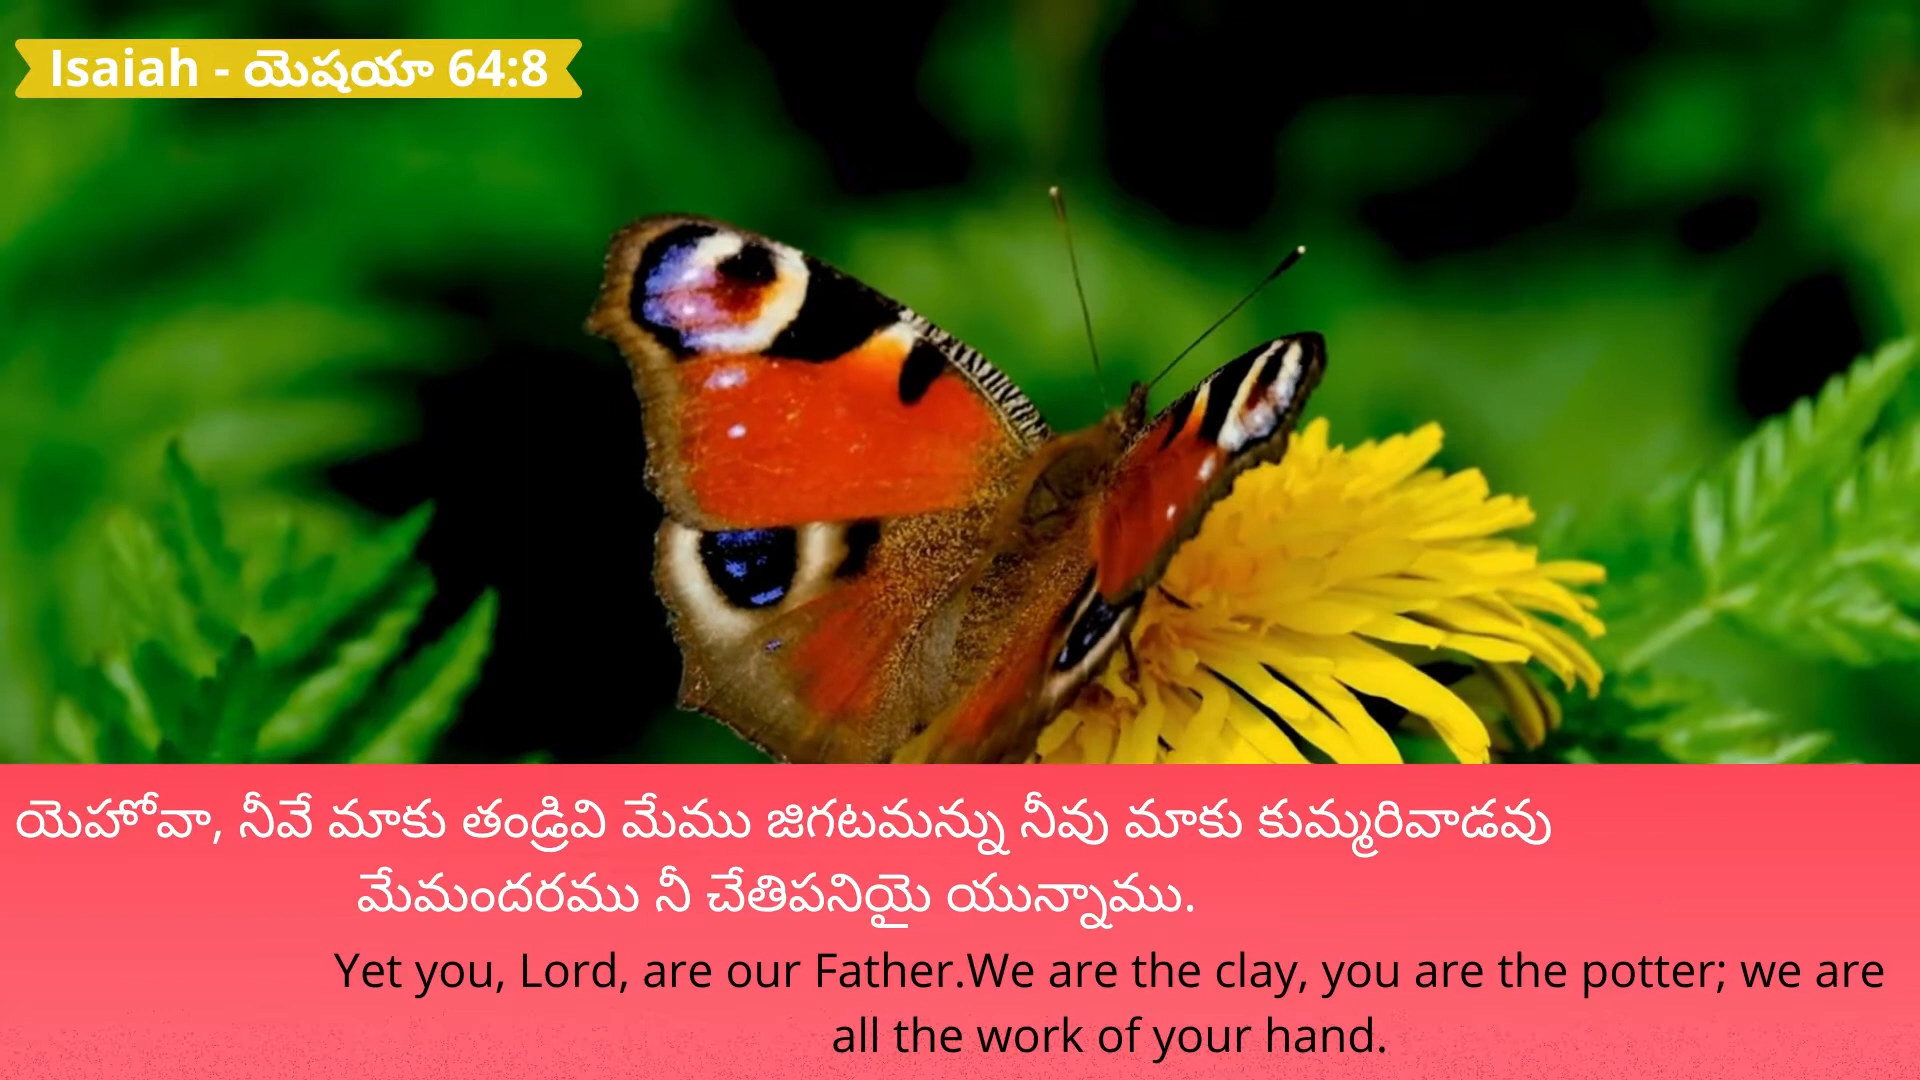 Isaiah - యెషయా 64:8
యెహోవా, నీవే మాకు తండ్రివి మేము జిగటమన్ను నీవు మాకు కుమ్మరివాడవు
మేమందరము నీ చేతిపనియై యున్నాము.
Yet you, Lord, are our Father.We are the clay, you are the potter; we are
all the work of your hand.